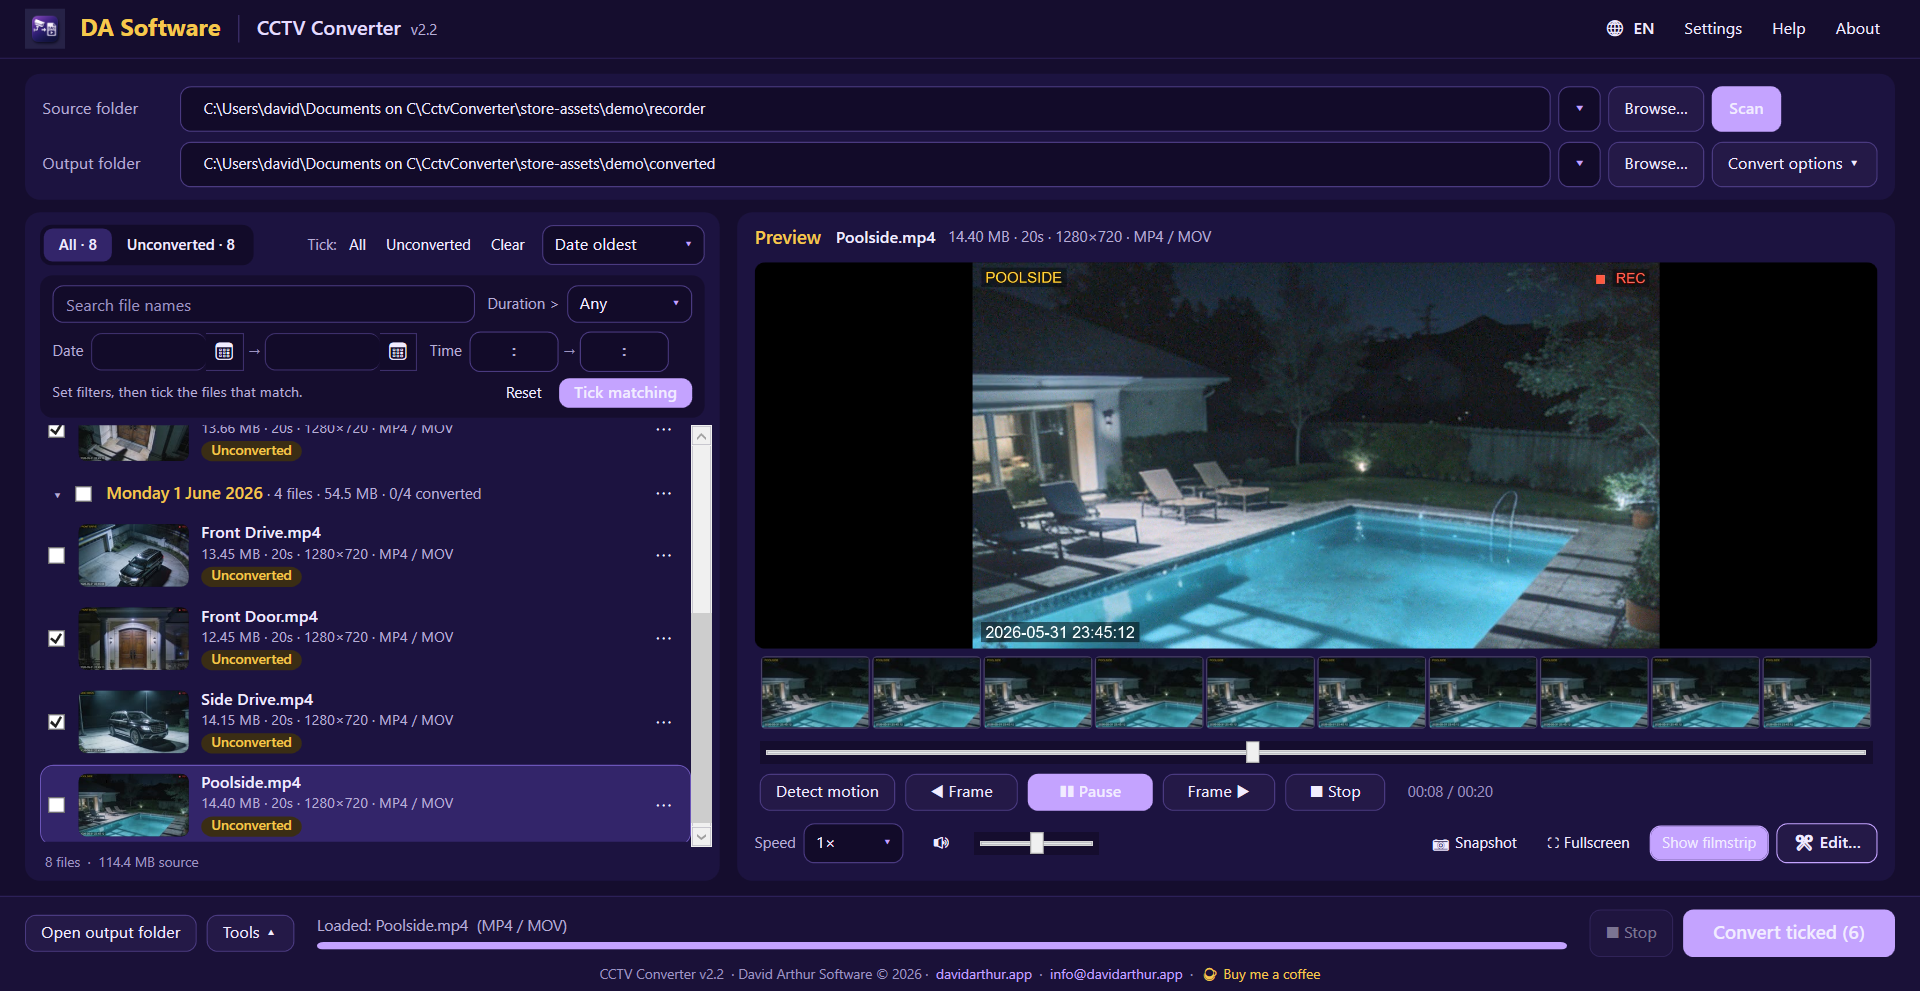 DA Software
CCTV Converter v2.2
EN
Settings
Help
About
Source folder
C:\Users\david\Documents on C\CctvConverter\store-assets\demo\recorder
Browse...
Scan
Output folder
C:\Users\david\Documents on C\CctvConverter\store-assets\demo\converted
Browse...
Convert options
All · 8
Unconverted · 8
Tick:
All
Unconverted
Clear
Date oldest
Search file names
Duration >
Any
Date
→
Time
:
→
:
Set filters, then tick the files that match.
Reset
Tick matching
13.66 MB · 20s · 1280×720 · MP4 / MOV
Unconverted
Monday 1 June 2026 · 4 files · 54.5 MB · 0/4 converted
Front Drive.mp4
13.45 MB · 20s · 1280×720 · MP4 / MOV
Unconverted
Front Door.mp4
12.45 MB · 20s · 1280×720 · MP4 / MOV
Unconverted
Side Drive.mp4
14.15 MB · 20s · 1280×720 · MP4 / MOV
Unconverted
Poolside.mp4
14.40 MB · 20s · 1280×720 · MP4 / MOV
Unconverted
8 files · 114.4 MB source
Preview
Poolside.mp4
14.40 MB · 20s · 1280×720 · MP4 / MOV
POOLSIDE
REC
2026-05-31 23:45:12
Detect motion
Frame
Pause
Frame
Stop
00:08 / 00:20
Speed
1×
Snapshot
Fullscreen
Show filmstrip
Edit...
Open output folder
Tools
Loaded: Poolside.mp4 (MP4 / MOV)
Stop
Convert ticked (6)
CCTV Converter v2.2 · David Arthur Software © 2026 · davidarthur.app · info@davidarthur.app · Buy me a coffee